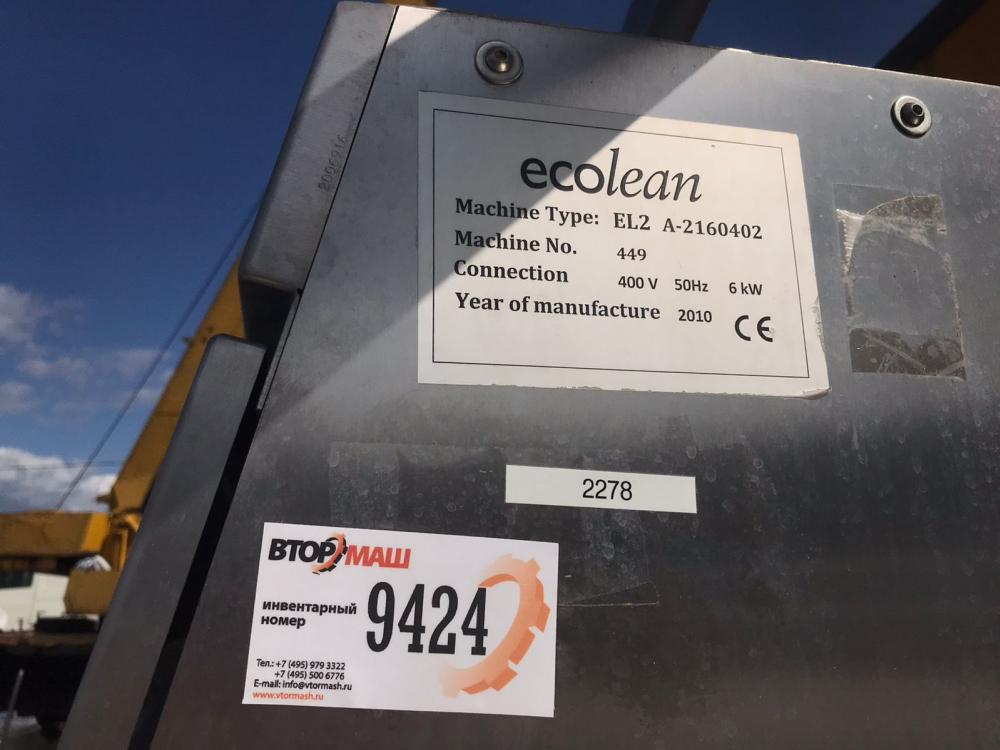 ecolean
Machine Type: EL2 A-2160402
Machine No. 449
Connection 400 V 50Hz 6 kW
Year of manufacture 2010 CE
2278
ВТОРМАШ
инвентарный
номер
9424
Тел.: +7 (495) 979 3322
+7 (495) 500 6776
E-mail: info@vtormash.ru
www.vtormash.ru